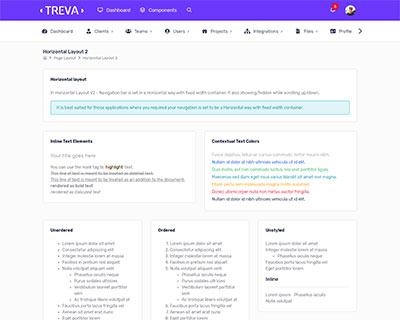 TREVA
Dashboard Components
Dashboard Clients Teams Users Projects Integrations Files Profile
Horizontal Layout 2
Page Layout > Horizontal Layout 2
Horizontal layout
In Horizontal Layout V2 - Navigation bar is set in a Horizontal way with fixed width container. It also showing/hidden while scrolling up/down.
It is best suited for those applications where you required your navigation is set to be a Horizontal way with fixed width container.
Inline Text Elements
Your title goes here
You can use the mark tag to highlight text.
This line of text is meant to be treated as deleted text.
This line of text is meant to be treated as an addition to the document.
rendered as bold text
rendered as italicized text
Contextual Text Colors
Fusce dapibus, tellus ac cursus commodo, tortor mauris nibh.
Nullam id dolor id nibh ultricies vehicula ut id elit.
Duis mollis, est non commodo luctus, nisi erat porttitor ligula.
Maecenas sed diam eget risus varius blandit sit amet non magna.
Etiam porta sem malesuada magna mollis euismod.
Donec ullamcorper nulla non metus auctor fringilla.
Nullam id dolor id nibh ultricies vehicula ut id elit.
Unordered
Lorem ipsum dolor sit amet
Consectetur adipiscing elit
Integer molestie lorem at massa
Facilisis in pretium nisl aliquet
Nulla volutpat aliquam velit
Phasellus iaculis neque
Purus sodales ultricies
Vestibulum laoreet porttitor
sem
Ac tristique libero volutpat at
Faucibus porta lacus fringilla vel
Aenean sit amet erat nunc
Eget porttitor lorem
Ordered
1. Lorem ipsum dolor sit amet
2. Consectetur adipiscing elit
3. Integer molestie lorem at massa
4. Facilisis in pretium nisl aliquet
5. Nulla volutpat aliquam velit
Phasellus iaculis neque
Purus sodales ultricies
Vestibulum laoreet porttitor
sem
Ac tristique libero volutpat at
6. Faucibus porta lacus fringilla vel
7. Aenean sit amet erat nunc
8. Eget porttitor lorem
Unstyled
Lorem ipsum dolor sit amet
Integer molestie lorem at massa
Nulla volutpat aliquam velit
Phasellus iaculis neque
Faucibus porta lacus fringilla vel
Eget porttitor lorem
Inline
Lorem ipsum Phasellus iaculis
Nulla volutpat